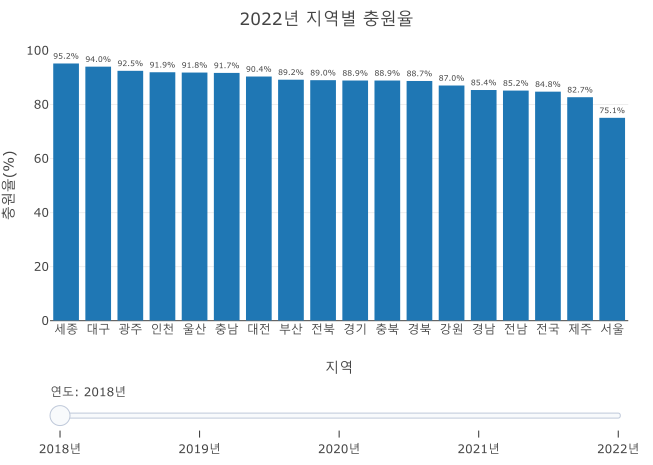 2022년 지역별 충원율
충원율(%)
100
80
60
40
20
0
95.2% 94.0% 92.5% 91.9% 91.8% 91.7% 90.4% 89.2% 89.0% 88.9% 88.9% 88.7% 87.0% 85.4% 85.2% 84.8% 82.7% 75.1%
세종 대구 광주 인천 울산 충남 대전 부산 전북 경기 충북 경북 강원 경남 전남 전국 제주 서울
지역
연도: 2018년
2018년 2019년 2020년 2021년 2022년